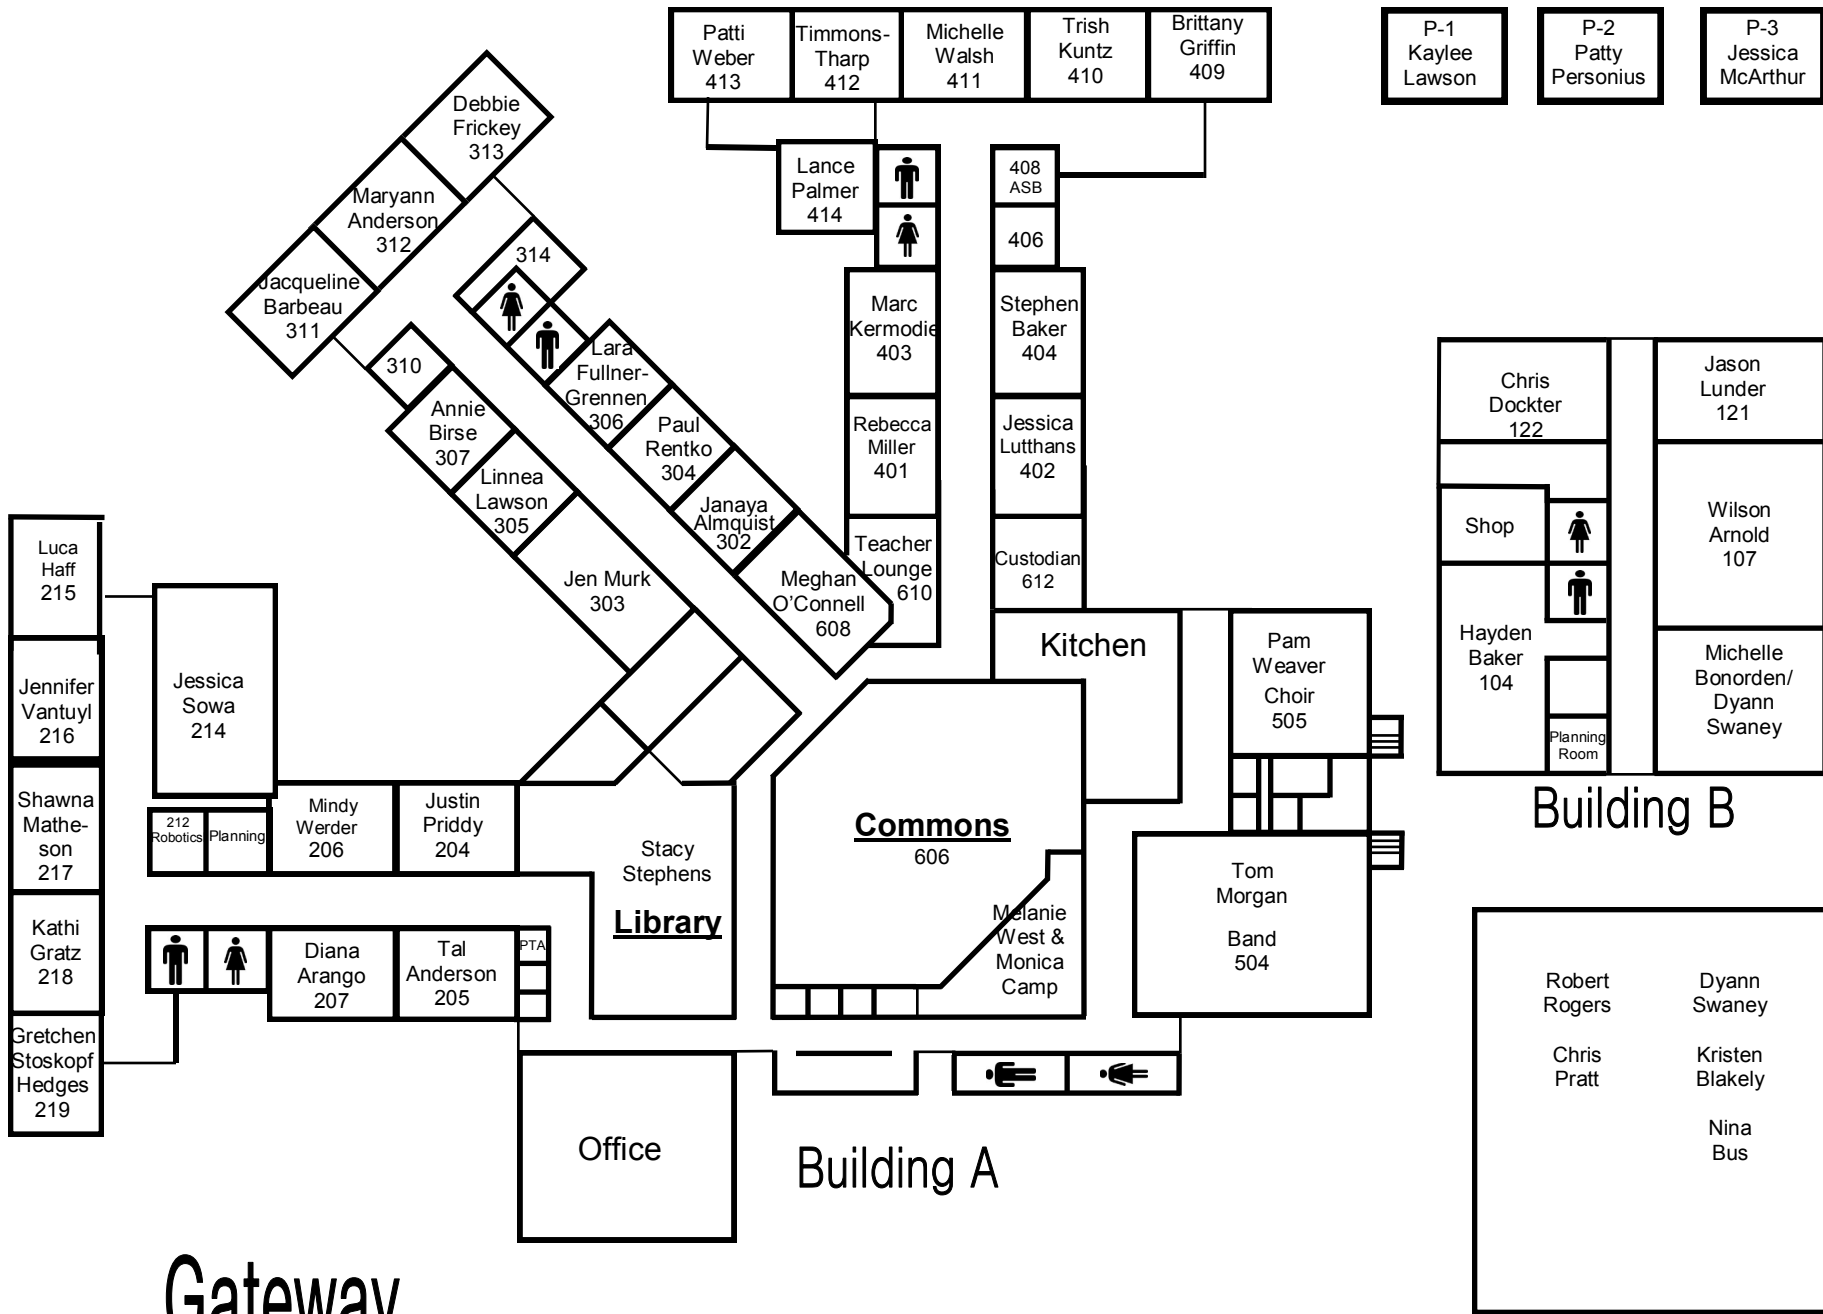 Patti
Weber
413
Timmons-
Tharp
412
Michelle
Walsh
411
Trish
Kuntz
410
Brittany
Griffin
409
P-1
Kaylee
Lawson
P-2
Patty
Personius
P-3
Jessica
McArthur
Debbie
Frickey
313
Maryann
Anderson
312
Jacqueline
Barbeau
311
314
310
Lance
Palmer
414
408
ASB
406
Marc
Kermodie
403
Stephen
Baker
404
Rebecca
Miller
401
Jessica
Lutthans
402
Teacher
Lounge
610
Custodian
612
Lara
Fullner-
Grennen
306
Paul
Rentko
304
Janaya
Almquist
302
Meghan
O'Connell
608
Annie
Birse
307
Linnea
Lawson
305
Jen Murk
303
Luca
Haff
215
Jennifer
Vantuyl
216
Shawna
Mathe-
son
217
Kathi
Gratz
218
Gretchen
Stoskopf
Hedges
219
Jessica
Sowa
214
212
Robotics
Planning
Mindy
Werder
206
Justin
Priddy
204
Diana
Arango
207
Tal
Anderson
205
PTA
Stacy
Stephens
Library
Commons
606
Melanie
West &
Monica
Camp
Kitchen
Pam
Weaver
Choir
505
Tom
Morgan
Band
504
Office
Building A
Chris
Dockter
122
Jason
Lunder
121
Shop
Wilson
Arnold
107
Hayden
Baker
104
Michelle
Bonorden/
Dyann
Swaney
Planning
Room
Building B
Robert
Rogers
Dyann
Swaney
Chris
Pratt
Kristen
Blakely
Nina
Bus
Gateway